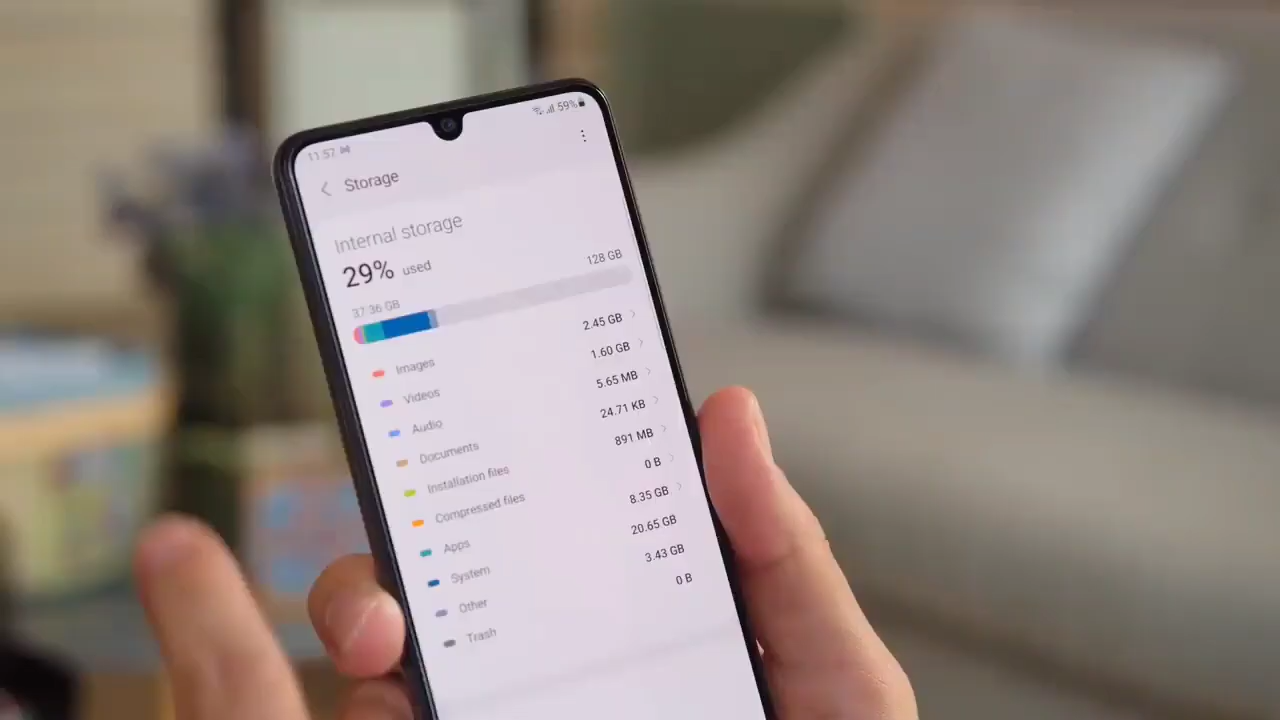 11:57
59%
Storage
Internal storage
29% used
128 GB
37.36 GB
Images 2.45 GB
Videos 1.60 GB
Audio 5.65 MB
Documents 24.71 KB
Installation files 891 MB
Compressed files 0 B
Apps 8.35 GB
System 20.65 GB
Other 3.43 GB
Trash 0 B